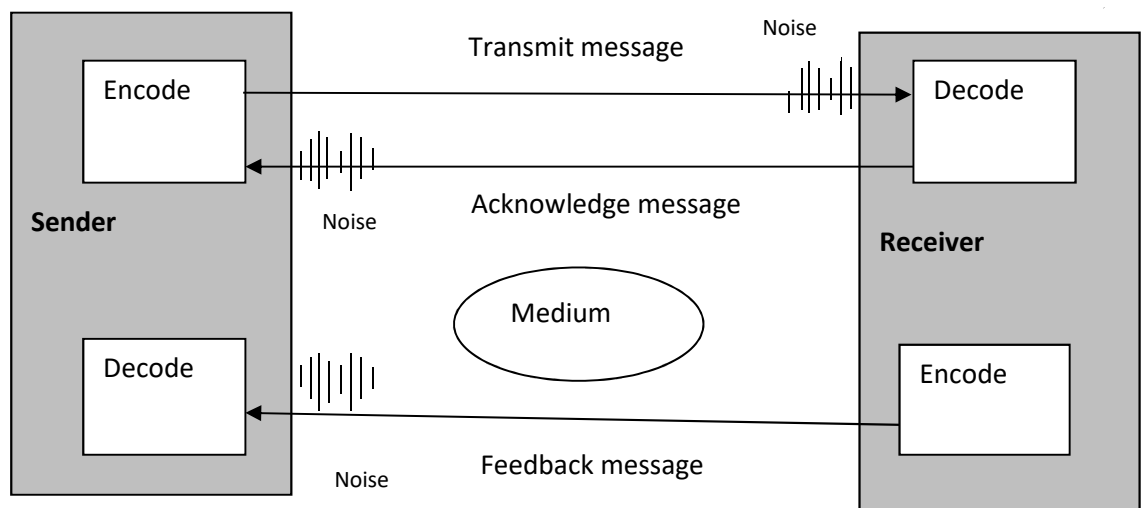 Noise
Transmit message
Encode
Decode
Acknowledge message
Sender
Noise
Receiver
Medium
Decode
Encode
Feedback message
Noise